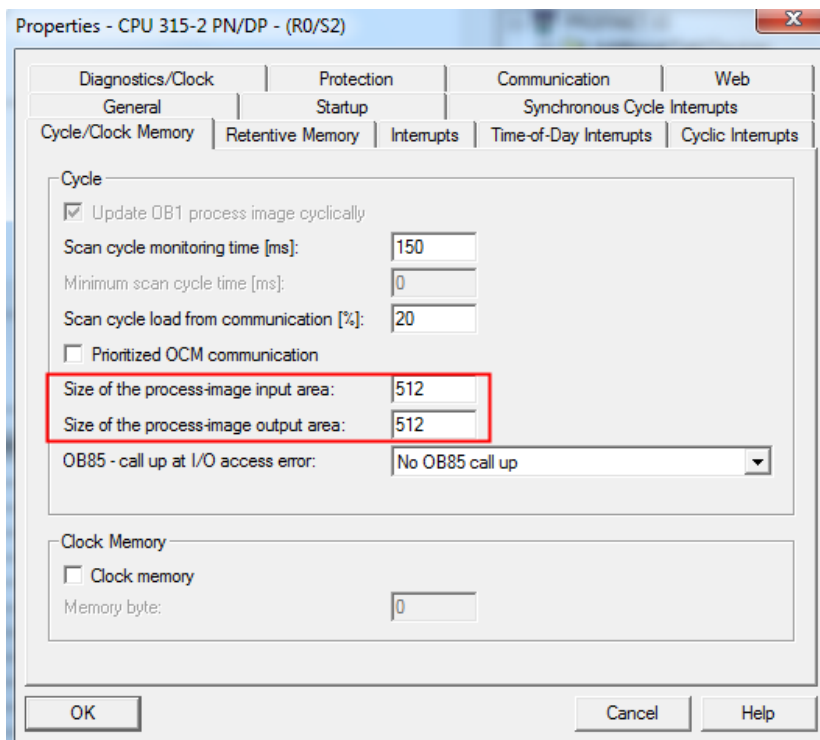 Properties - CPU 315-2 PN/DP - (R0/S2)
Diagnostics/Clock Protection Communication Web
General Startup Synchronous Cycle Interrupts
Cycle/Clock Memory Retentive Memory Interrupts Time-of-Day Interrupts Cyclic Interrupts
Cycle
Update OB1 process image cyclically
Scan cycle monitoring time [ms]: 150
Minimum scan cycle time [ms]: 0
Scan cycle load from communication [%]: 20
Prioritized OCM communication
Size of the process-image input area: 512
Size of the process-image output area: 512
OB85 - call up at I/O access error: No OB85 call up
Clock Memory
Clock memory
Memory byte: 0
OK Cancel Help